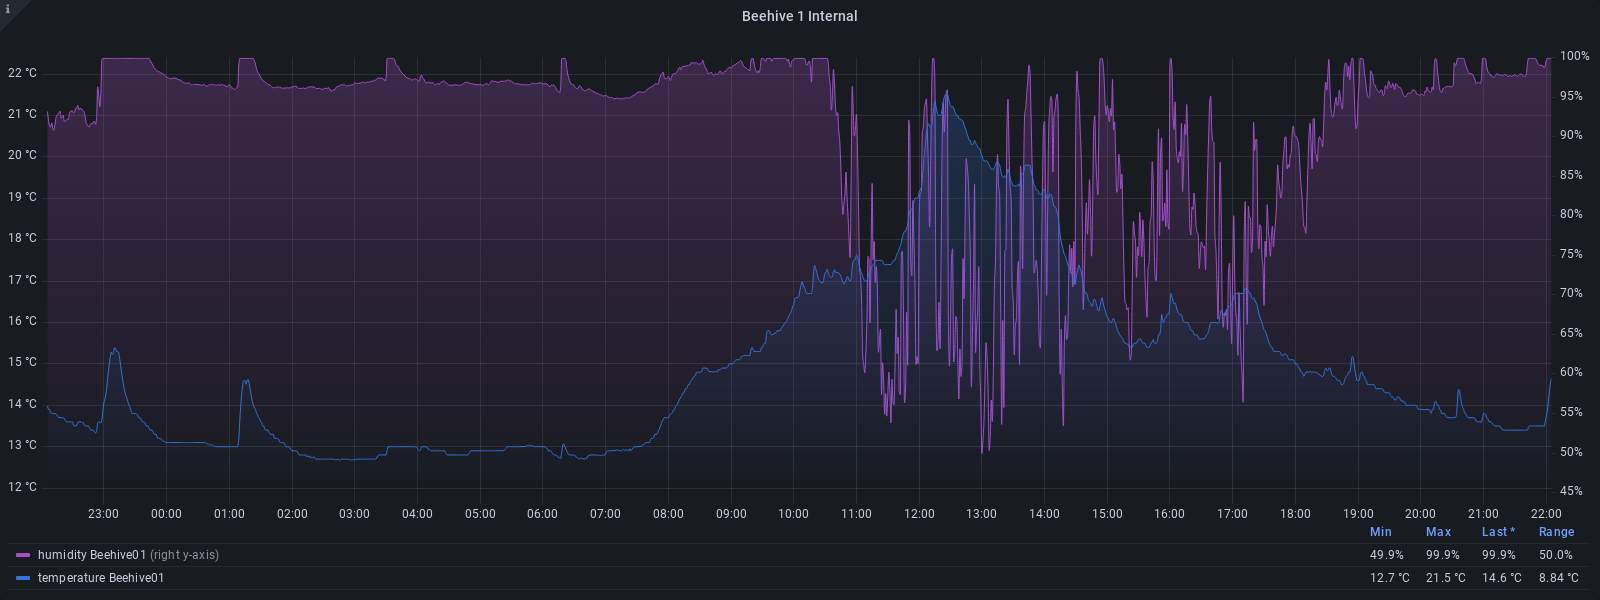 i
Beehive 1 Internal
22 °C
21 °C
20 °C
19 °C
18 °C
17 °C
16 °C
15 °C
14 °C
13 °C
12 °C
100%
95%
90%
85%
80%
75%
70%
65%
60%
55%
50%
45%
23:00 00:00 01:00 02:00 03:00 04:00 05:00 06:00 07:00 08:00 09:00 10:00 11:00 12:00 13:00 14:00 15:00 16:00 17:00 18:00 19:00 20:00 21:00 22:00
Min Max Last * Range
humidity Beehive01 (right y-axis) 49.9% 99.9% 99.9% 50.0%
temperature Beehive01 12.7 °C 21.5 °C 14.6 °C 8.84 °C